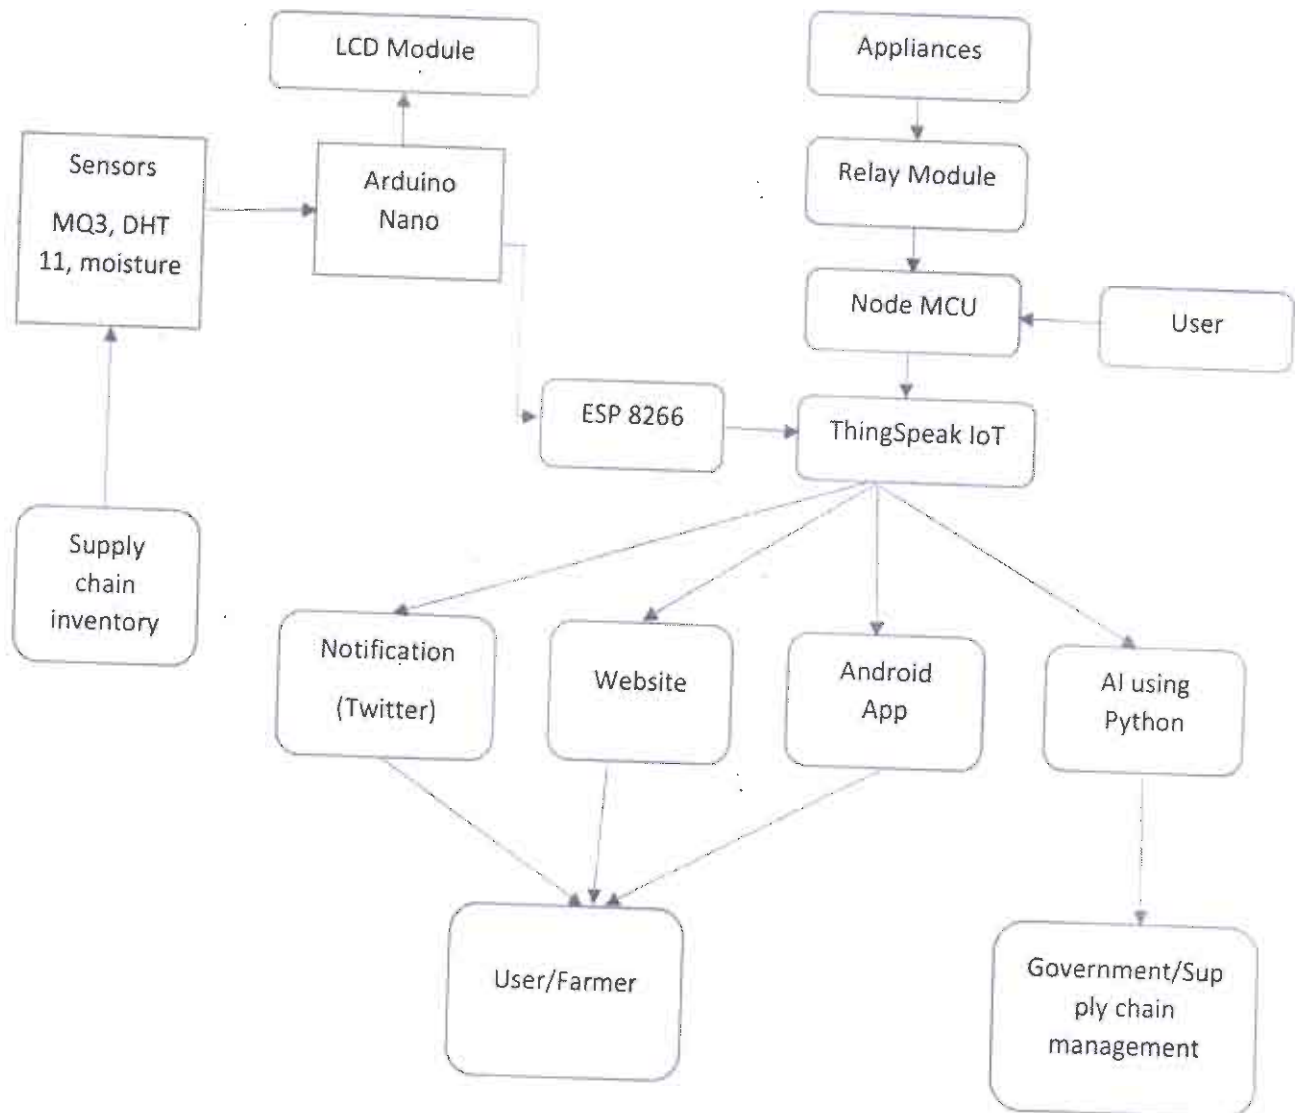 LCD Module
Appliances
Sensors
MQ3, DHT
11, moisture
Arduino
Nano
Relay Module
Node MCU
User
ESP 8266
ThingSpeak IoT
Supply
chain
inventory
Notification
(Twitter)
Website
Android
App
AI using
Python
User/Farmer
Government/Sup
ply chain
management